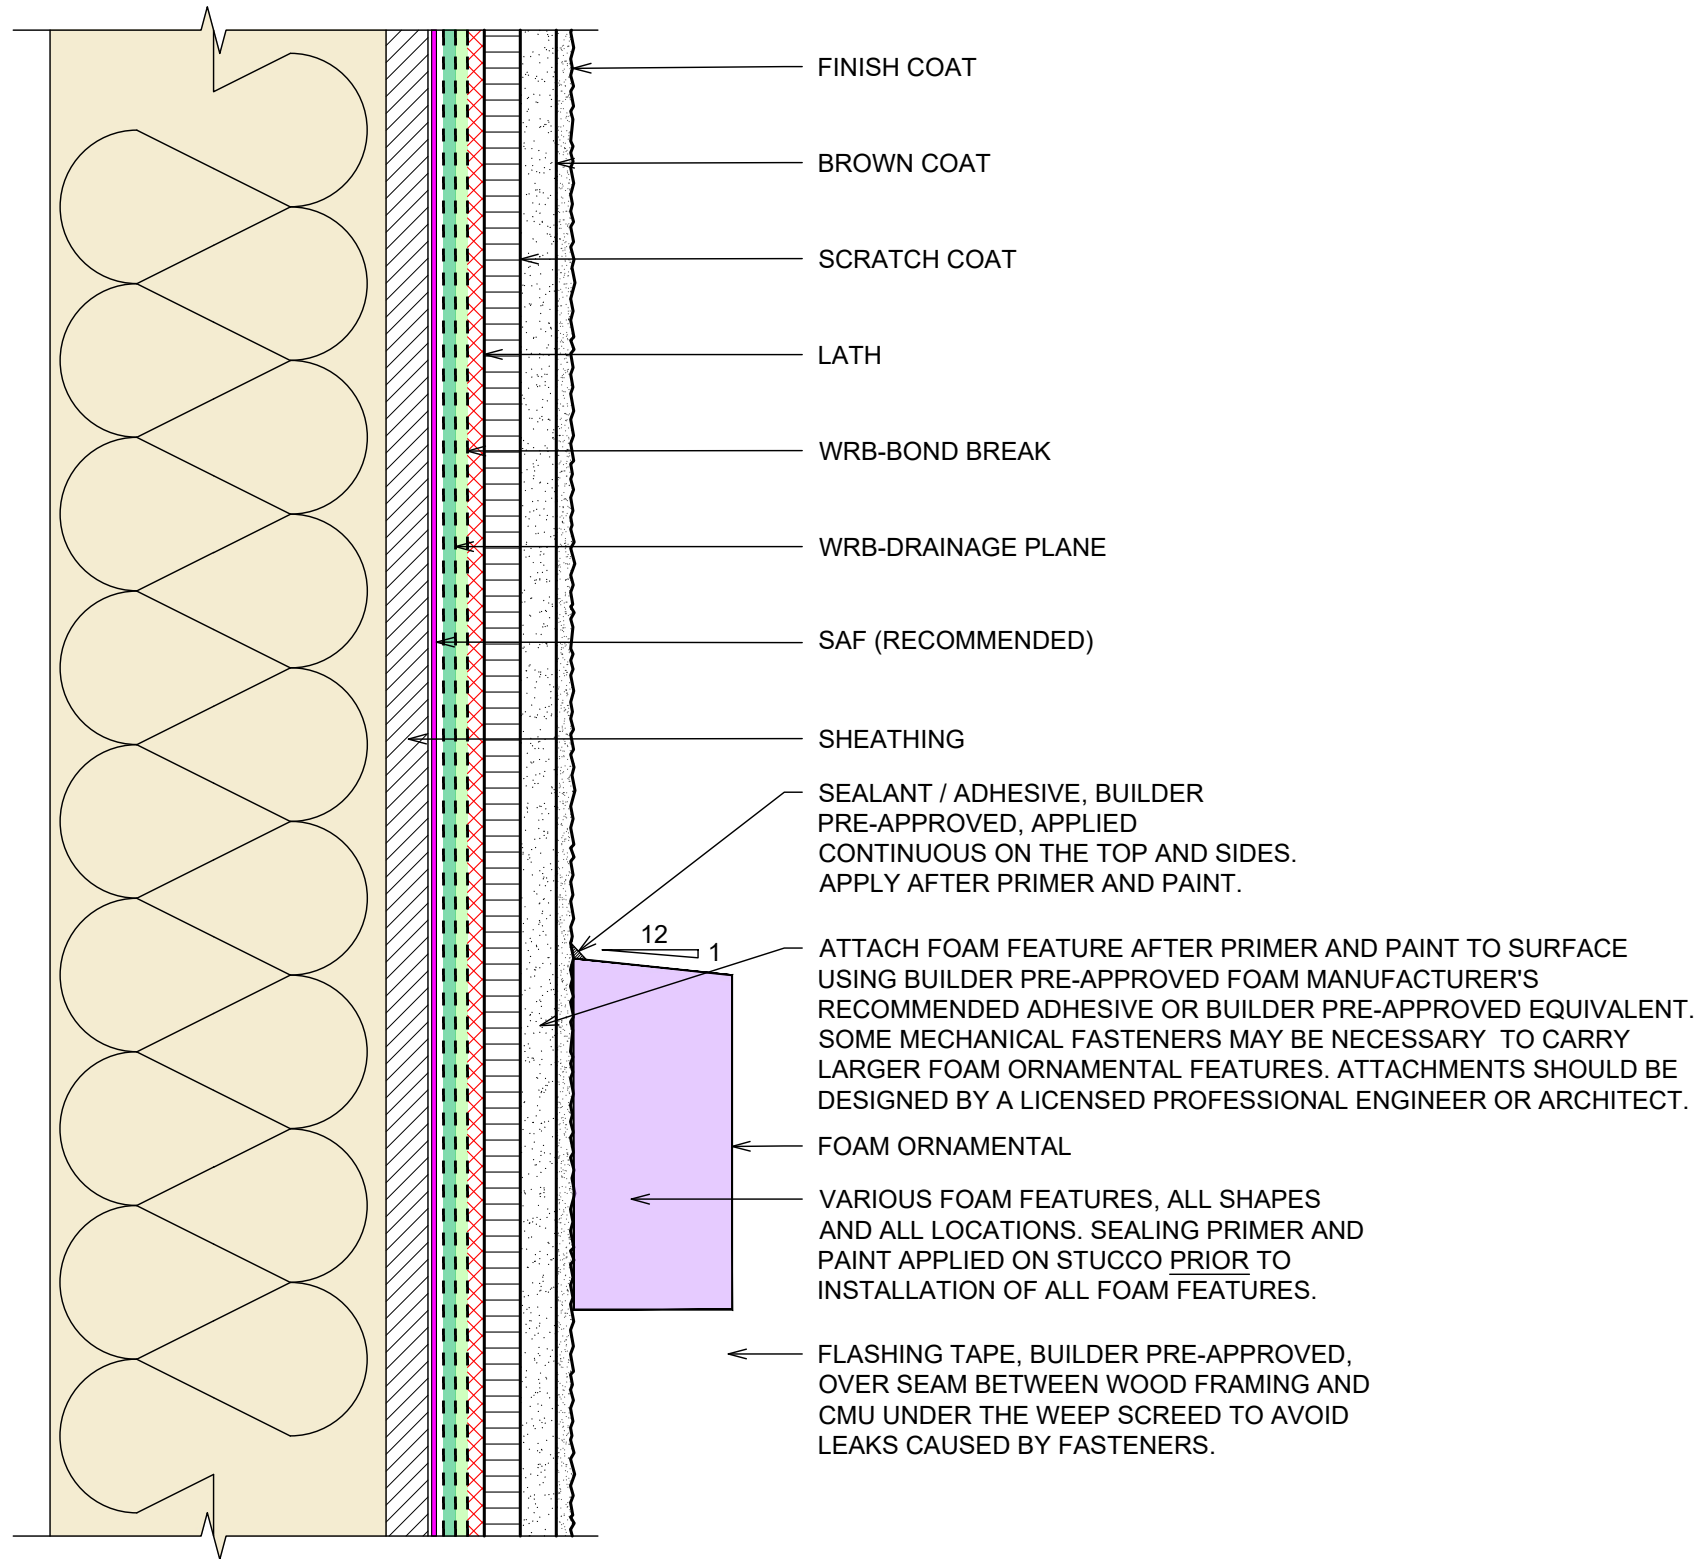 FINISH COAT
BROWN COAT
SCRATCH COAT
LATH
WRB-BOND BREAK
WRB-DRAINAGE PLANE
SAF (RECOMMENDED)
SHEATHING
SEALANT / ADHESIVE, BUILDER
PRE-APPROVED, APPLIED
CONTINUOUS ON THE TOP AND SIDES.
APPLY AFTER PRIMER AND PAINT.
12
1
ATTACH FOAM FEATURE AFTER PRIMER AND PAINT TO SURFACE
USING BUILDER PRE-APPROVED FOAM MANUFACTURER'S
RECOMMENDED ADHESIVE OR BUILDER PRE-APPROVED EQUIVALENT.
SOME MECHANICAL FASTENERS MAY BE NECESSARY TO CARRY
LARGER FOAM ORNAMENTAL FEATURES. ATTACHMENTS SHOULD BE
DESIGNED BY A LICENSED PROFESSIONAL ENGINEER OR ARCHITECT.
FOAM ORNAMENTAL
VARIOUS FOAM FEATURES, ALL SHAPES
AND ALL LOCATIONS. SEALING PRIMER AND
PAINT APPLIED ON STUCCO PRIOR TO
INSTALLATION OF ALL FOAM FEATURES.
FLASHING TAPE, BUILDER PRE-APPROVED,
OVER SEAM BETWEEN WOOD FRAMING AND
CMU UNDER THE WEEP SCREED TO AVOID
LEAKS CAUSED BY FASTENERS.